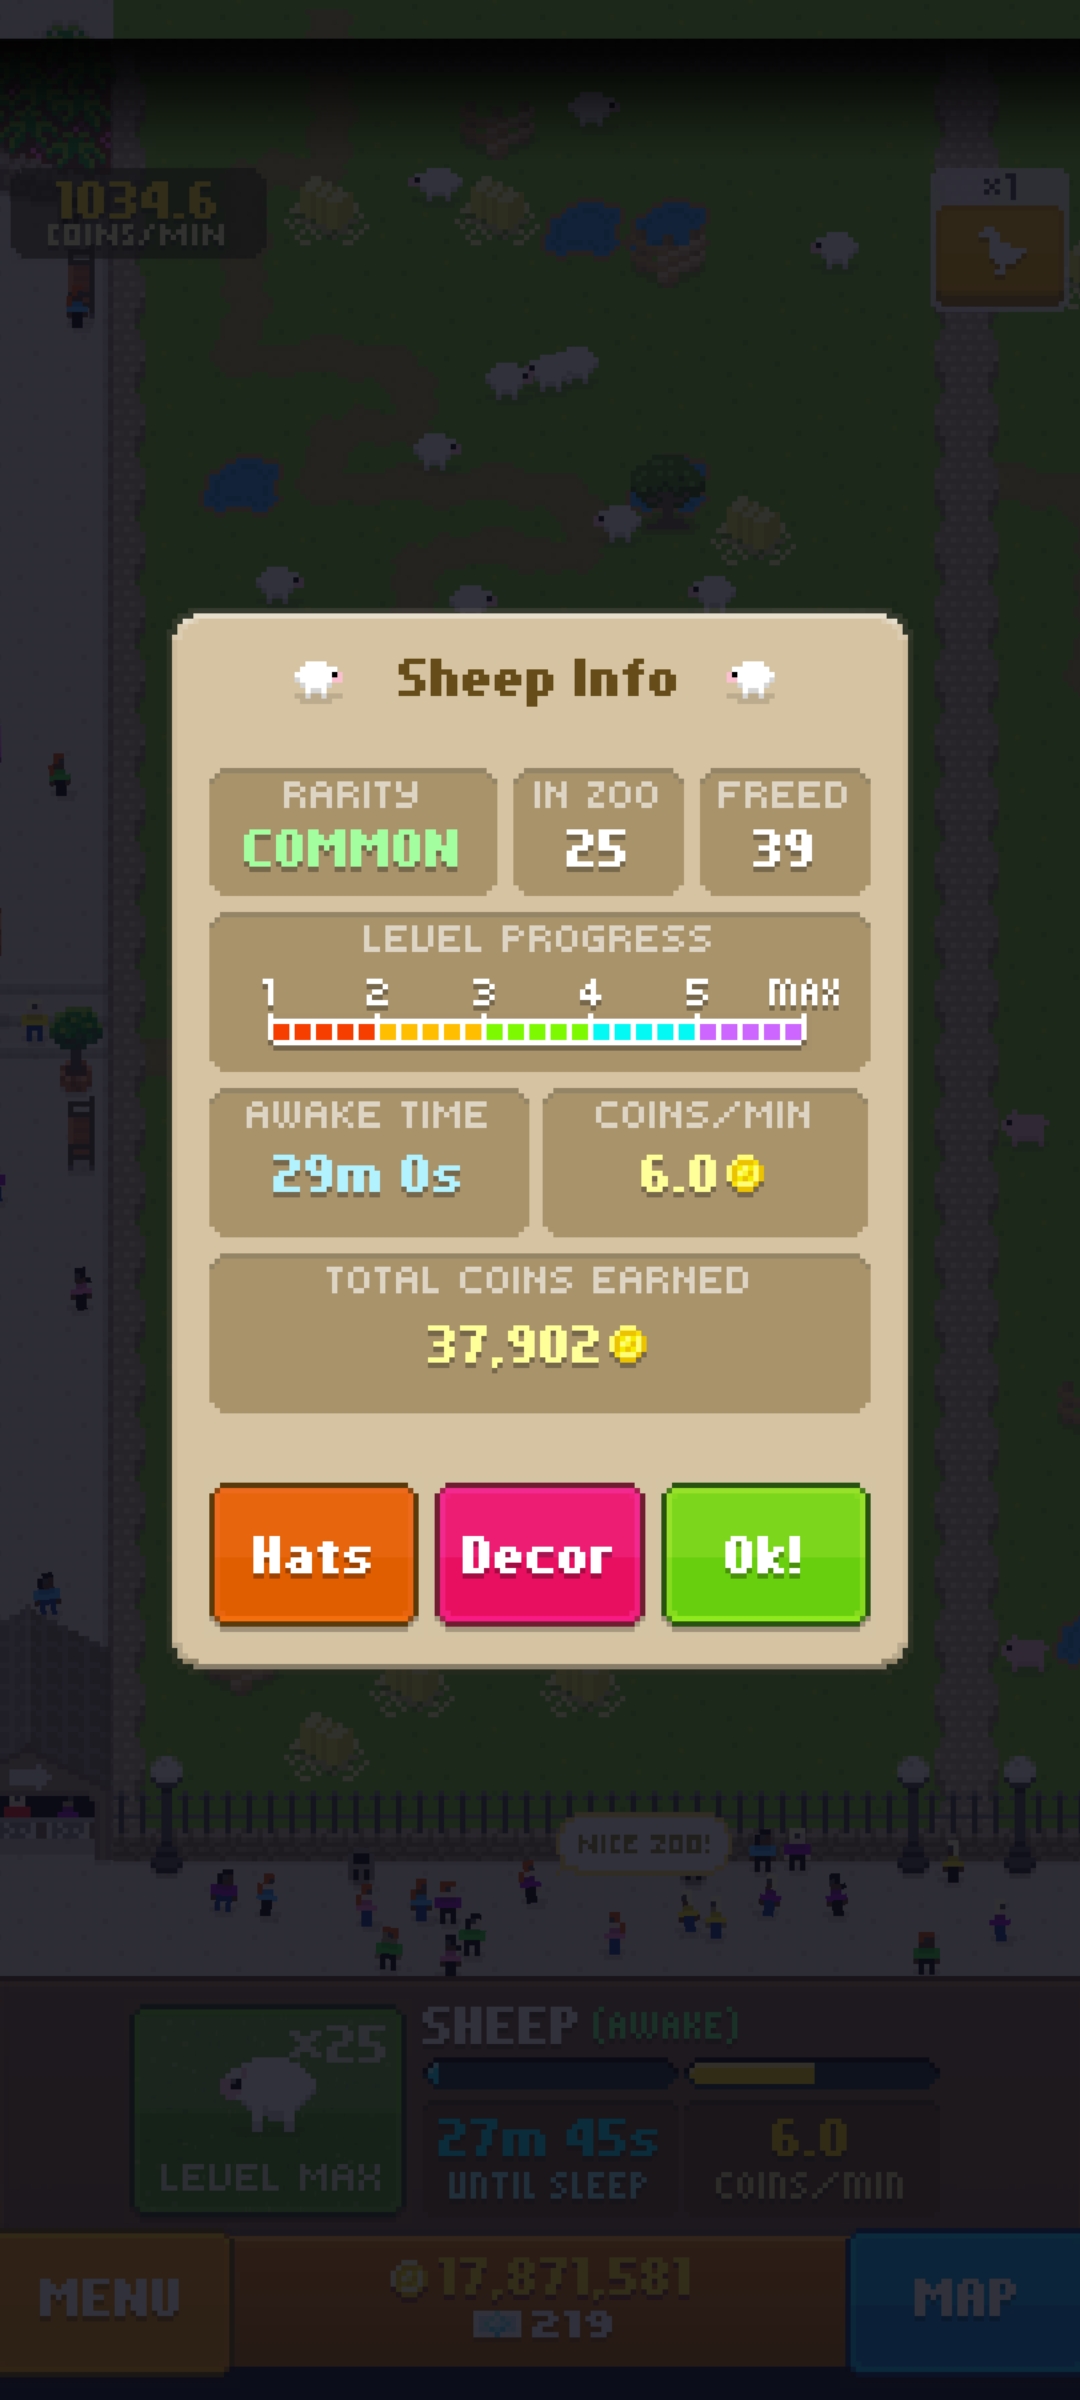 1034.6
COINS/MIN
x1
Sheep Info
RARITY
COMMON
IN ZOO
25
FREED
39
LEVEL PROGRESS
1 2 3 4 5 MAX
AWAKE TIME
29m 0s
COINS/MIN
6.0
TOTAL COINS EARNED
37,902
Hats
Decor
Ok!
NICE ZOO!
x25
LEVEL MAX
SHEEP (AWAKE)
27m 45s
UNTIL SLEEP
6.0
COINS/MIN
MENU
17,871,581
219
MAP